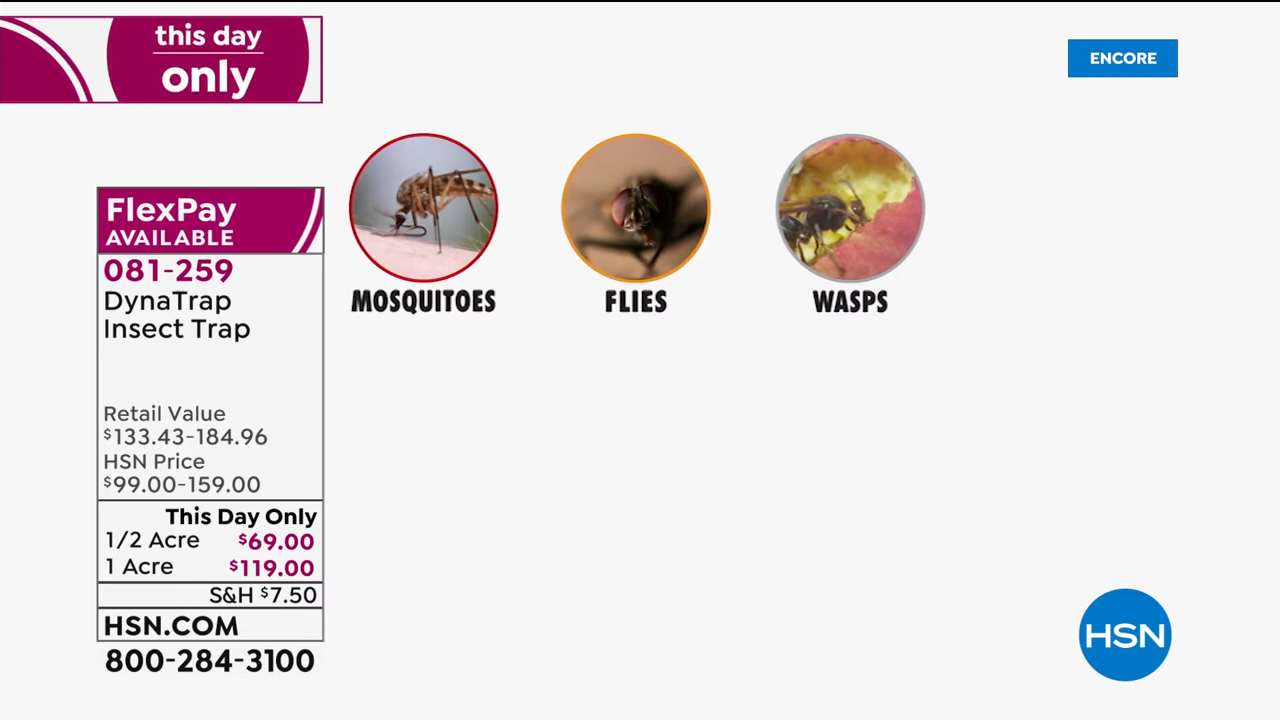 this day
only
ENCORE
MOSQUITOES
FLIES
WASPS
FlexPay
AVAILABLE
081-259
DynaTrap
Insect Trap
Retail Value
$133.43-184.96
HSN Price
$99.00-159.00
This Day Only
1/2 Acre $69.00
1 Acre $119.00
S&H $7.50
HSN.COM
800-284-3100
HSN